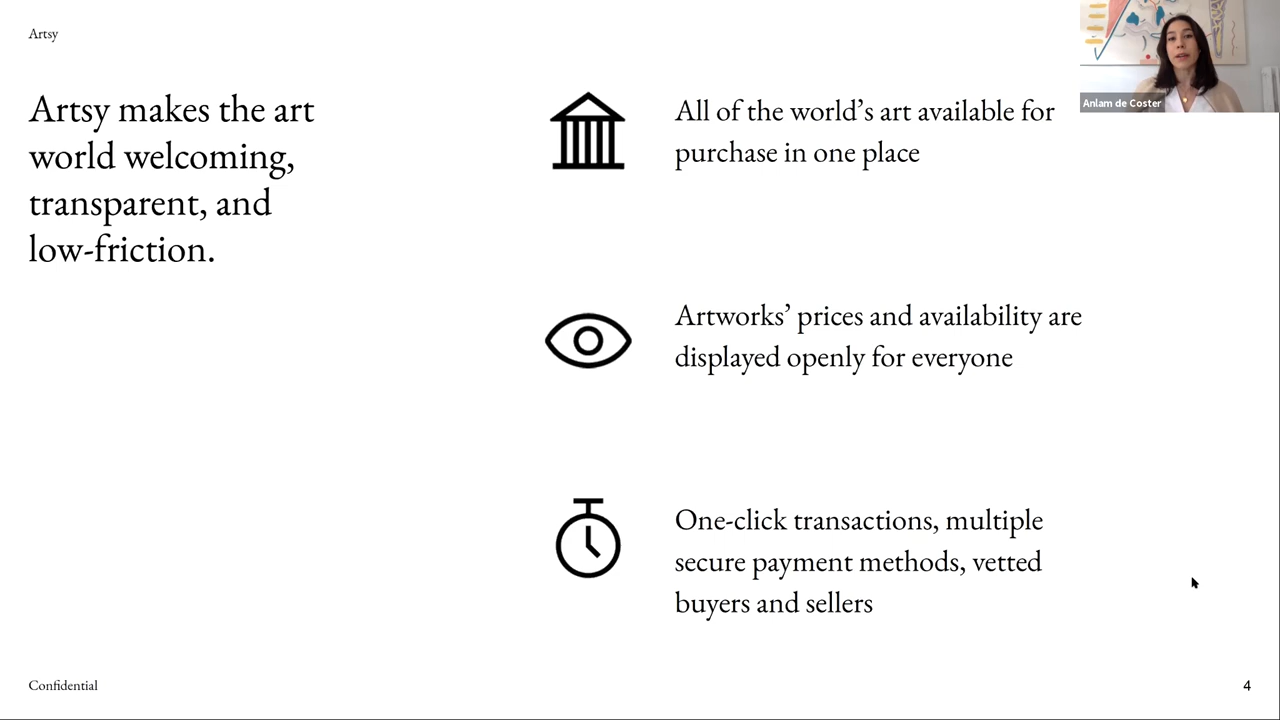 Artsy
Artsy makes the art
world welcoming,
transparent, and
low-friction.
All of the world’s art available for
purchase in one place
Artworks’ prices and availability are
displayed openly for everyone
One-click transactions, multiple
secure payment methods, vetted
buyers and sellers
Anlam de Coster
Confidential
4